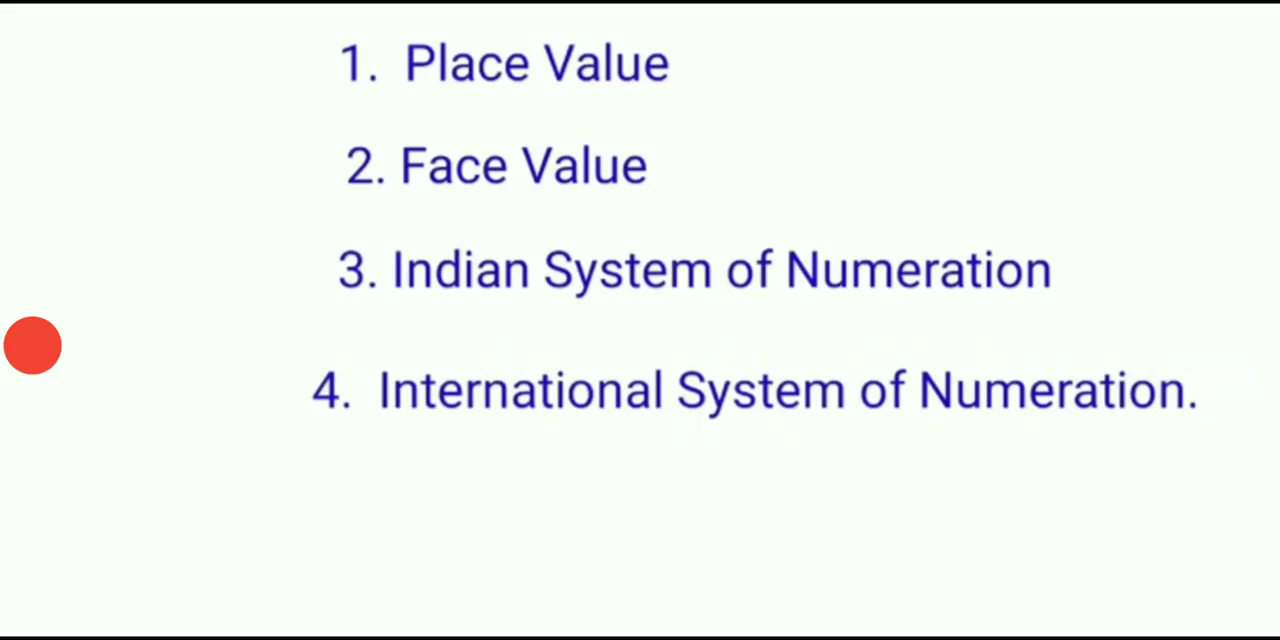 1. Place Value
2. Face Value
3. Indian System of Numeration
4. International System of Numeration.